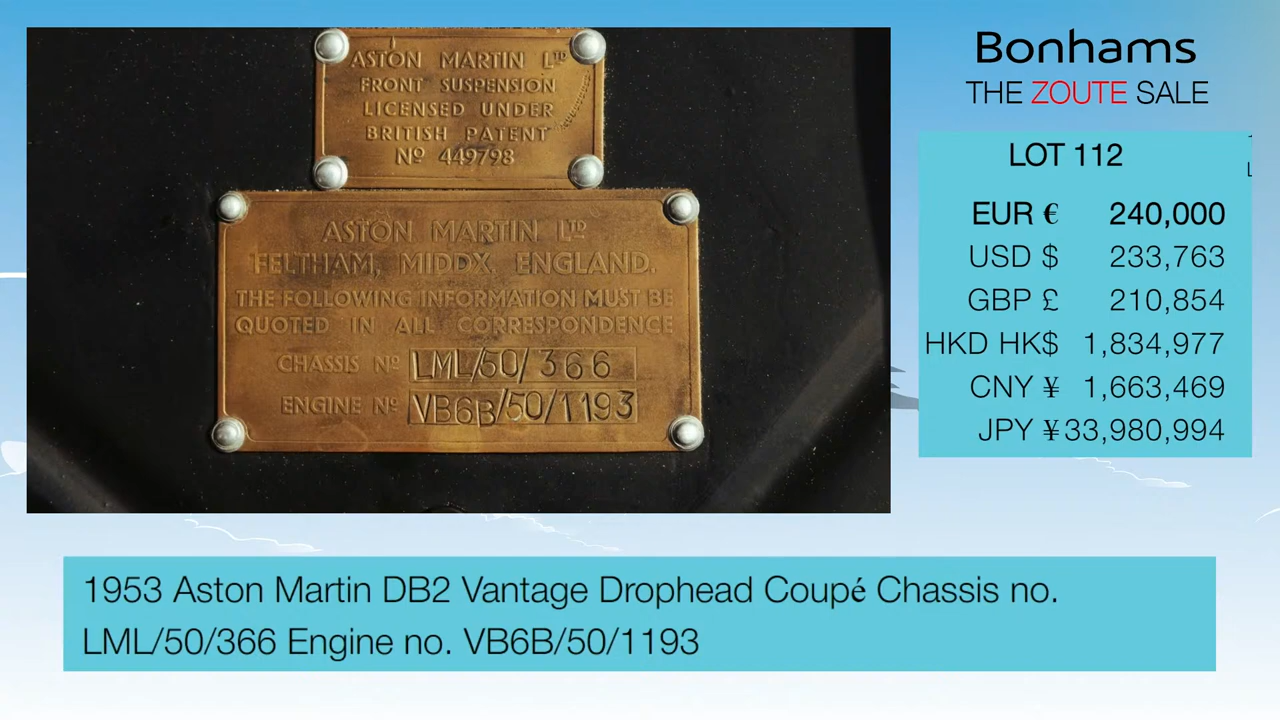 ASTON MARTIN LTD
FRONT SUSPENSION
LICENSED UNDER
BRITISH PATENT
Nº 449798
ASTON MARTIN LTD
FELTHAM, MIDDX, ENGLAND.
THE FOLLOWING INFORMATION MUST BE
QUOTED IN ALL CORRESPONDENCE
CHASSIS Nº LML/50/366
ENGINE Nº VB6B/50/1193
Bonhams
THE ZOUTE SALE
LOT 112
EUR € 240,000
USD $ 233,763
GBP £ 210,854
HKD HK$ 1,834,977
CNY ¥ 1,663,469
JPY ¥33,980,994
1953 Aston Martin DB2 Vantage Drophead Coupé Chassis no.
LML/50/366 Engine no. VB6B/50/1193